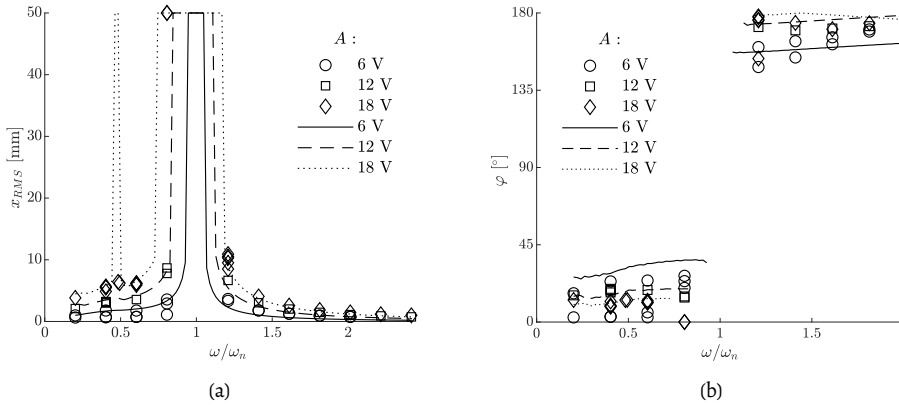 50
40
30
20
10
0
x_{RMS} [mm]
0
0.5
1
1.5
2
2.5
ω/ω_n
A :
6 V
12 V
18 V
6 V
12 V
18 V
(a)
180
135
90
45
0
φ [°]
0
0.5
1
1.5
ω/ω_n
A :
6 V
12 V
18 V
6 V
12 V
18 V
(b)